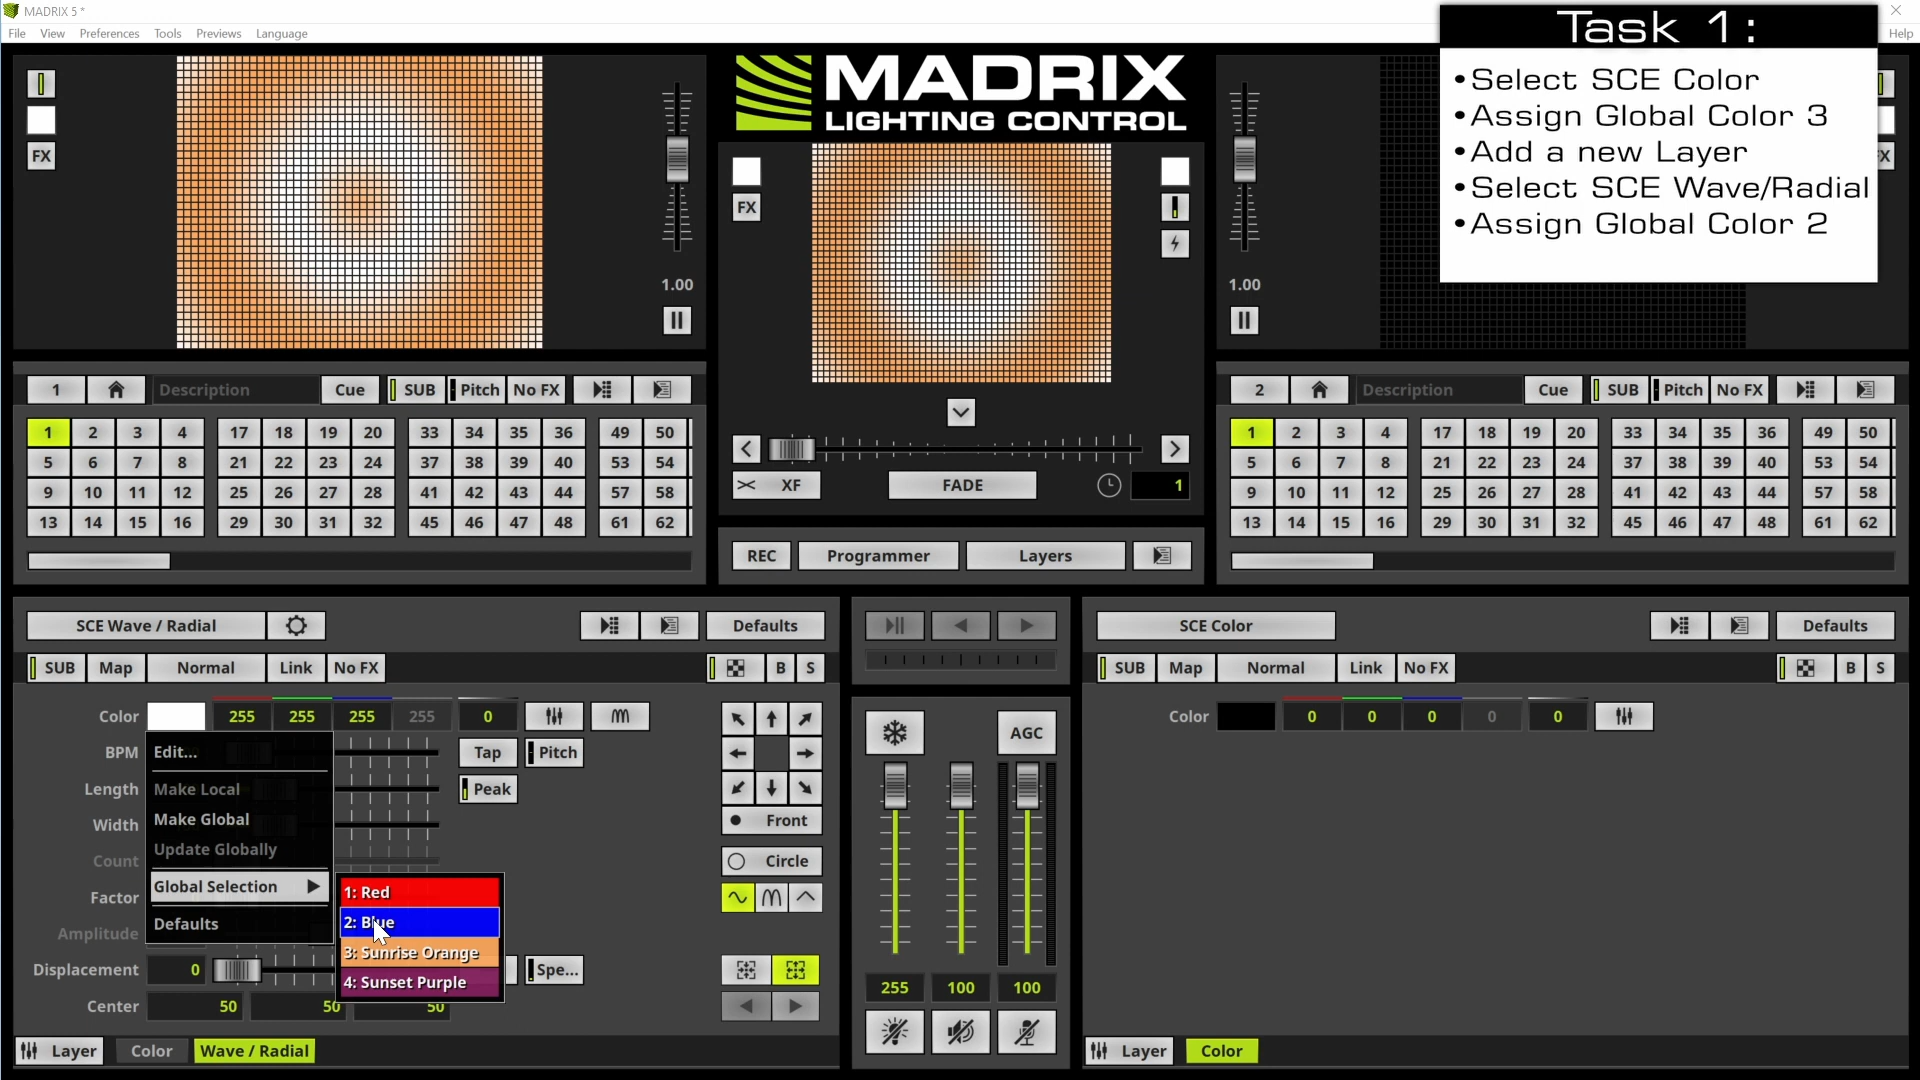 MADRIX 5 *
File View Preferences Tools Previews Language Help
Task 1:
•Select SCE Color
•Assign Global Color 3
•Add a new Layer
•Select SCE Wave/Radial
•Assign Global Color 2
MADRIX
LIGHTING CONTROL
FX
1.00
FX
1.00
X
1 Description Cue SUB Pitch No FX
1 2 3 4 17 18 19 20 33 34 35 36 49 50
5 6 7 8 21 22 23 24 37 38 39 40 53 54
9 10 11 12 25 26 27 28 41 42 43 44 57 58
13 14 15 16 29 30 31 32 45 46 47 48 61 62
XF FADE 1
REC Programmer Layers
2 Description Cue SUB Pitch No FX
1 2 3 4 17 18 19 20 33 34 35 36 49 50
5 6 7 8 21 22 23 24 37 38 39 40 53 54
9 10 11 12 25 26 27 28 41 42 43 44 57 58
13 14 15 16 29 30 31 32 45 46 47 48 61 62
SCE Wave / Radial Defaults
SUB Map Normal Link No FX B S
Color 255 255 255 255 0
BPM Tap Pitch
Length Peak
Width Front
Count Circle
Factor
Amplitude
Displacement 0 Spe...
Center 50 50 50
Edit...
Make Local
Make Global
Update Globally
Global Selection
Defaults
1: Red
2: Blue
3: Sunrise Orange
4: Sunset Purple
Layer Color Wave / Radial
AGC
255 100 100
SCE Color Defaults
SUB Map Normal Link No FX B S
Color 0 0 0 0 0
Layer Color